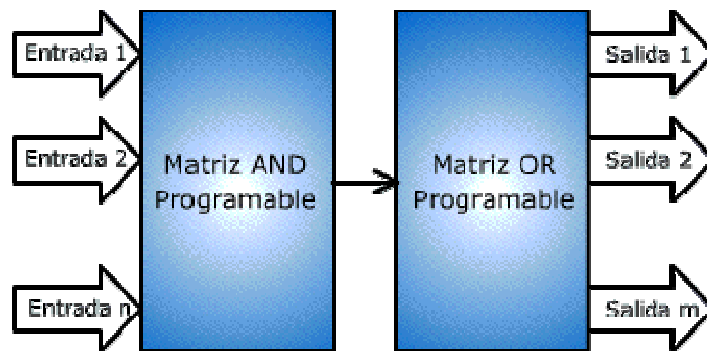 Entrada 1
Entrada 2
Entrada n
Matriz AND
Programable
Matriz OR
Programable
Salida 1
Salida 2
Salida m